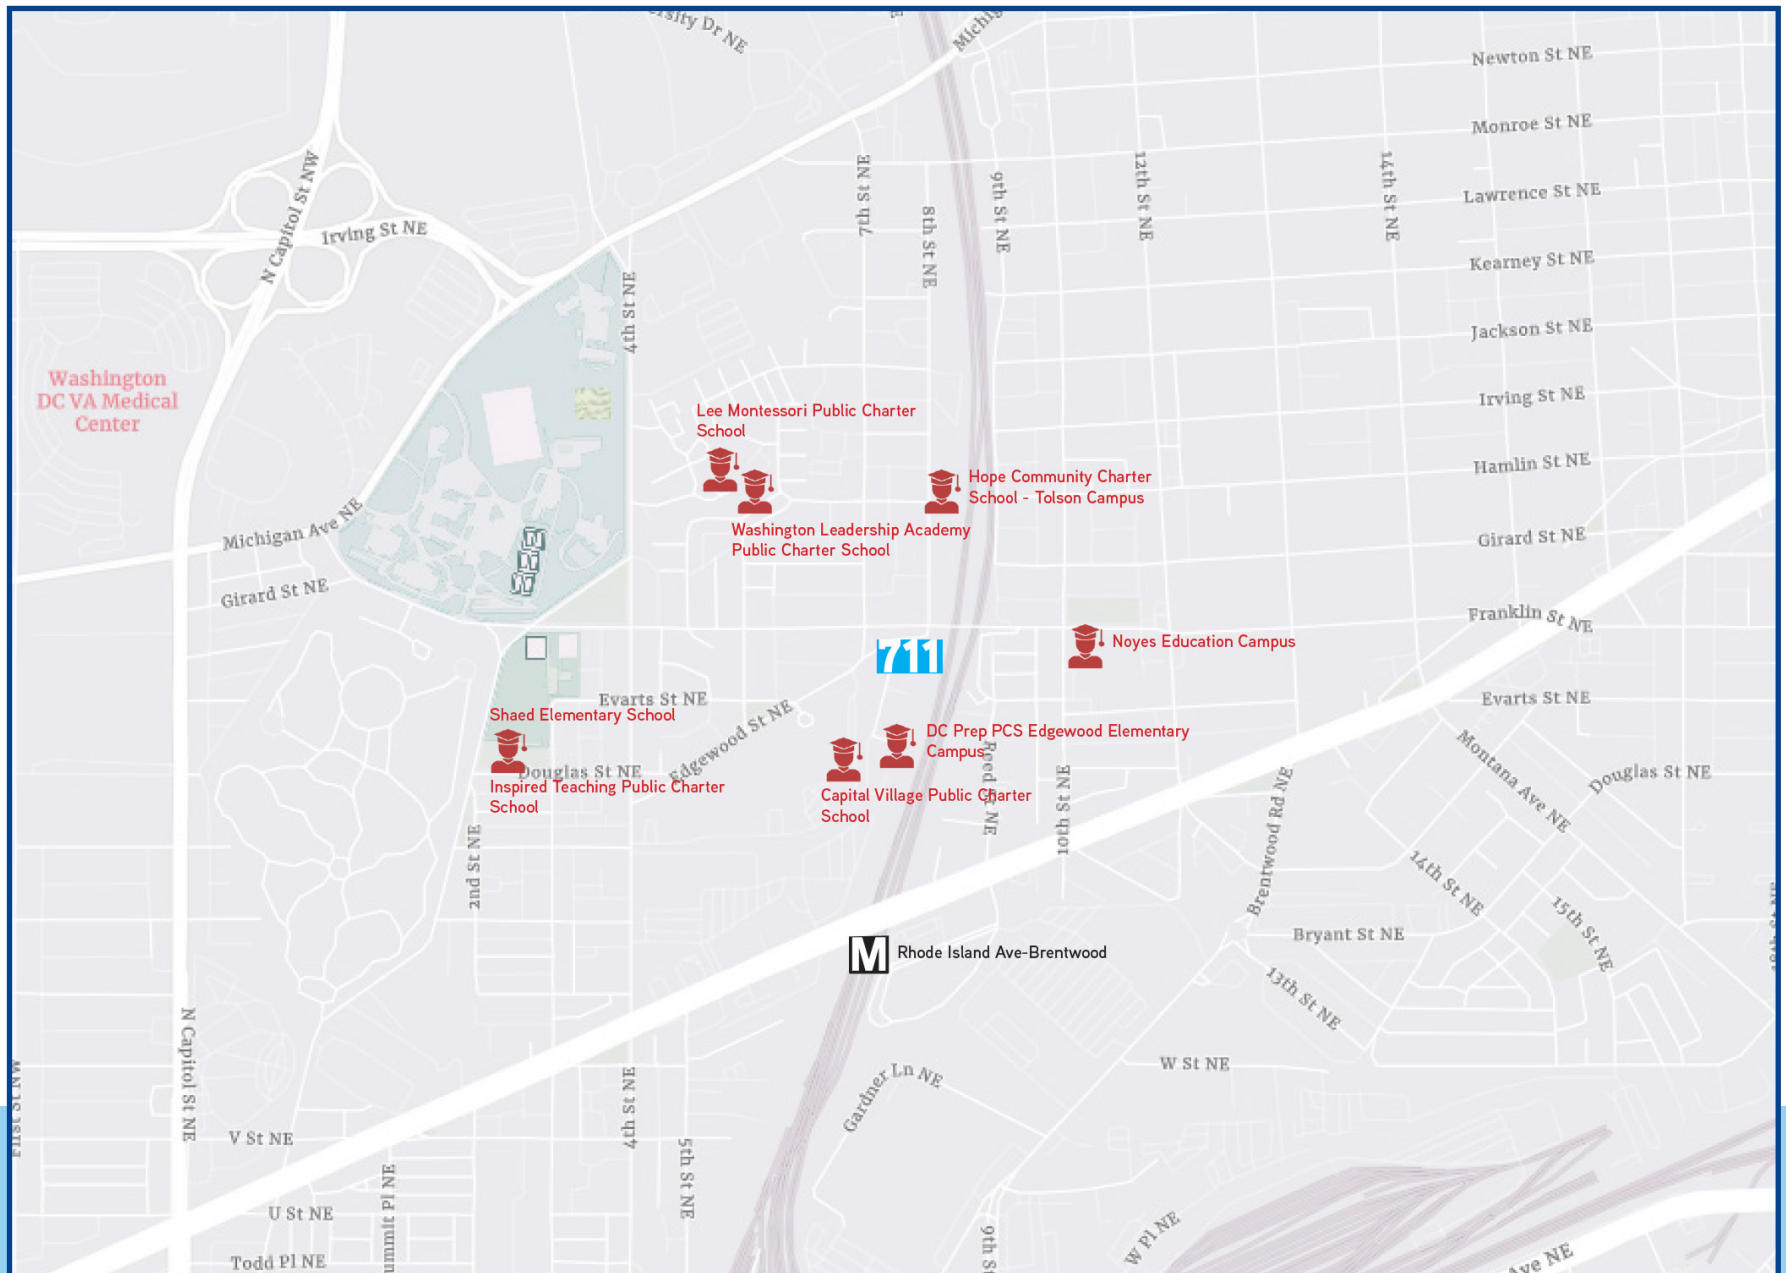 rsity Dr NE
Michig
Newton St NE
Monroe St NE
N Capitol St NW
7th St NE
8th St NE
9th St NE
12th St NE
14th St NE
Lawrence St NE
Irving St NE
Kearney St NE
4th St NE
Jackson St NE
Washington
DC VA Medical
Center
Irving St NE
Lee Montessori Public Charter
School
Hamlin St NE
Hope Community Charter
School - Tolson Campus
Washington Leadership Academy
Public Charter School
Michigan Ave NE
Girard St NE
Girard St NE
Franklin St NE
711
Noyes Education Campus
Evarts St NE
Evarts St NE
Shaed Elementary School
Edgewood St NE
DC Prep PCS Edgewood Elementary
Campus
Douglas St NE
Inspired Teaching Public Charter
School
Capital Village Public Charter
School
Reed St NE
10th St NE
Brentwood Rd NE
Montana Ave NE
Douglas St NE
2nd St NE
14th St NE
15th St NE
Bryant St NE
M Rhode Island Ave-Brentwood
13th St NE
N Capitol St NE
W St NE
Gardner Ln NE
4th St NE
V St NE
5th St NE
ummit Pl NE
U St NE
9th S
W Pl NE
Todd Pl NE
Ave NE